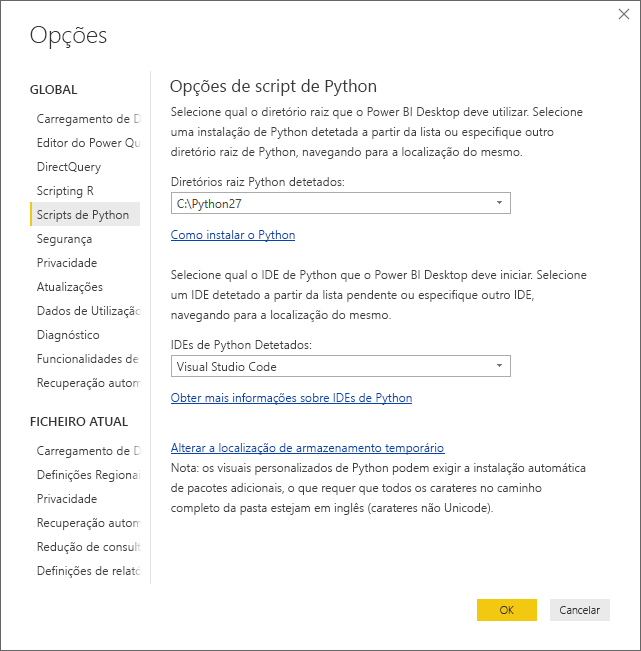 Opções
GLOBAL
Carregamento de D
Editor do Power Qu
DirectQuery
Scripting R
Scripts de Python
Segurança
Privacidade
Atualizações
Dados de Utilização
Diagnóstico
Funcionalidades de
Recuperação autom
FICHEIRO ATUAL
Carregamento de D
Definições Regionai
Privacidade
Recuperação autom
Redução de consult
Definições de relató
Opções de script de Python
Selecione qual o diretório raiz que o Power BI Desktop deve utilizar. Selecione
uma instalação de Python detetada a partir da lista ou especifique outro
diretório raiz de Python, navegando para a localização do mesmo.
Diretórios raiz Python detetados:
C:\Python27
Como instalar o Python
Selecione qual o IDE de Python que o Power BI Desktop deve iniciar. Selecione
um IDE detetado a partir da lista pendente ou especifique outro IDE,
navegando para a localização do mesmo.
IDEs de Python Detetados:
Visual Studio Code
Obter mais informações sobre IDEs de Python
Alterar a localização de armazenamento temporário
Nota: os visuais personalizados de Python podem exigir a instalação automática
de pacotes adicionais, o que requer que todos os carateres no caminho
completo da pasta estejam em inglês (carateres não Unicode).
OK
Cancelar